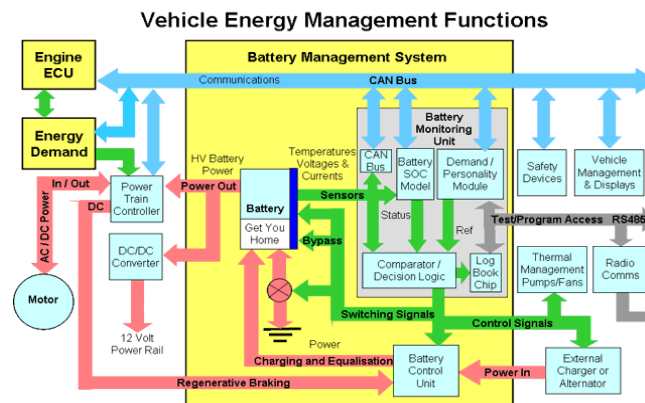 Vehicle Energy Management Functions
Engine
ECU
Battery Management System
Communications
CAN Bus
Energy
Demand
Battery
Monitoring
Unit
CAN
Bus
Battery
SOC
Model
Demand /
Personality
Module
Safety
Devices
Vehicle
Management
& Displays
HV Battery
Power
Temperatures
Voltages &
Currents
In / Out
Power
Train
Controller
Power Out
Battery
Sensors
Status
Ref
Test/Program Access RS485
DC
AC / DC Power
Get You
Home
Bypass
DC/DC
Converter
Comparator /
Decision Logic
Log
Book
Chip
Thermal
Management
Pumps/Fans
Radio
Comms
Motor
Switching Signals
Control Signals
12 Volt
Power Rail
Power
Charging and Equalisation
Battery
Control
Unit
Power In
External
Charger or
Alternator
Regenerative Braking